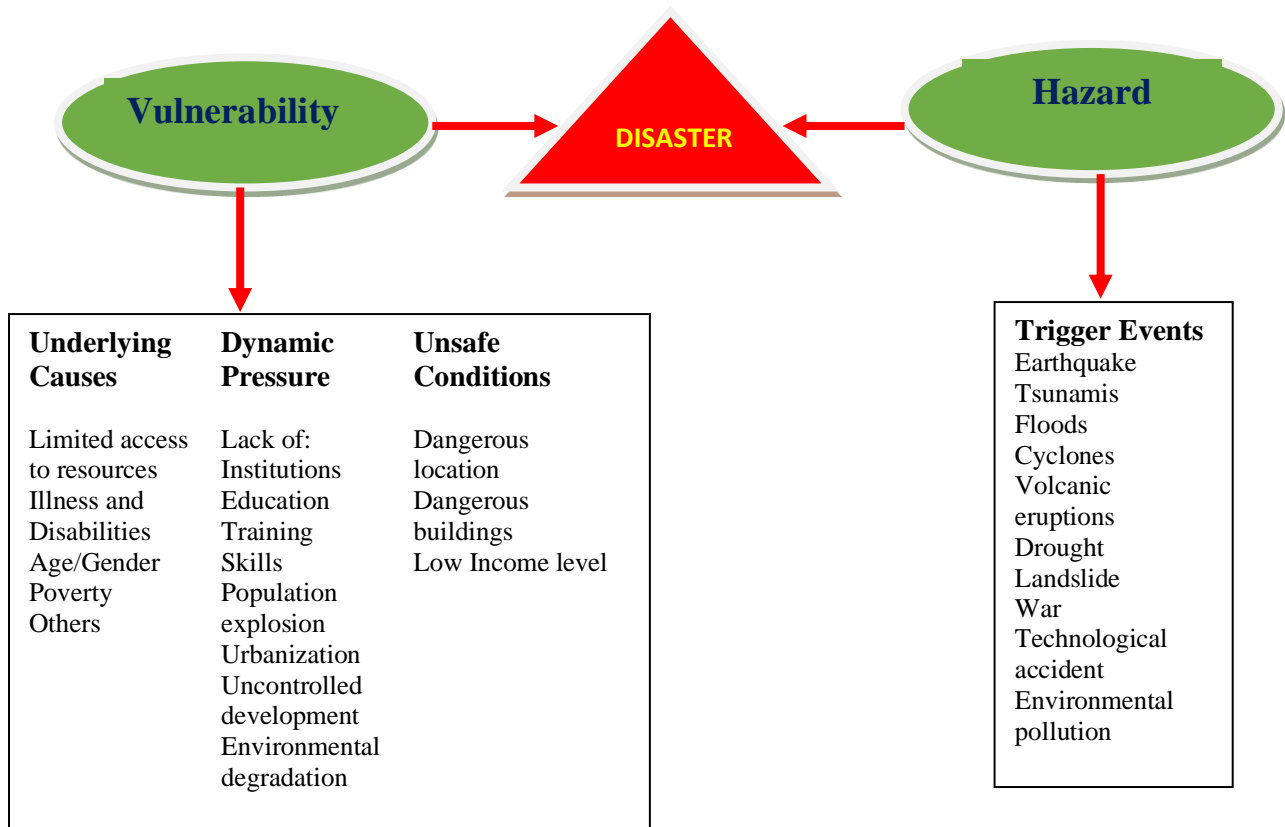 Vulnerability
DISASTER
Hazard
Underlying
Causes
Limited access
to resources
Illness and
Disabilities
Age/Gender
Poverty
Others
Dynamic
Pressure
Lack of:
Institutions
Education
Training
Skills
Population
explosion
Urbanization
Uncontrolled
development
Environmental
degradation
Unsafe
Conditions
Dangerous
location
Dangerous
buildings
Low Income level
Trigger Events
Earthquake
Tsunamis
Floods
Cyclones
Volcanic
eruptions
Drought
Landslide
War
Technological
accident
Environmental
pollution